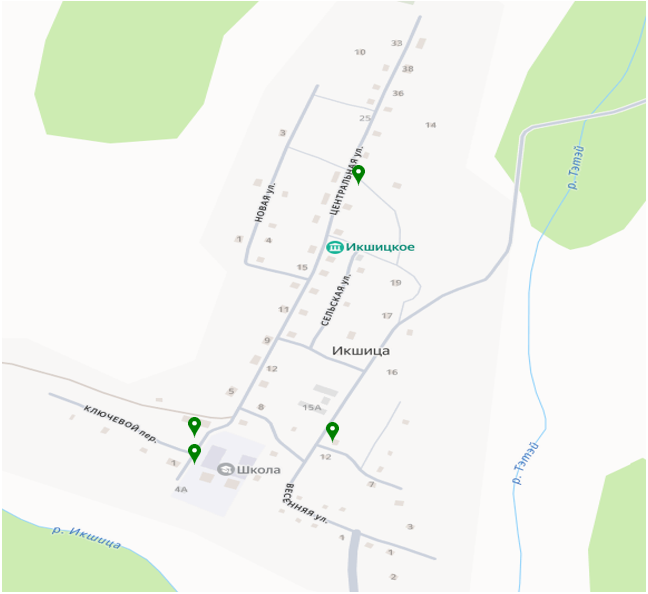 10
33
38
36
25
14
3
ЦЕНТРАЛЬНАЯ УЛ.
р. Тэтэй
НОВАЯ УЛ.
1
4
Икшицкое
15
19
СЕЛЬСКАЯ УЛ.
11
17
9
Икшица
12
16
5
8
15А
КЛЮЧЕВОЙ ПЕР.
1
Школа
12
р. Тэтэй
4А
7
ВЕСЕННЯЯ УЛ.
3
р. Икшица
1
1
2